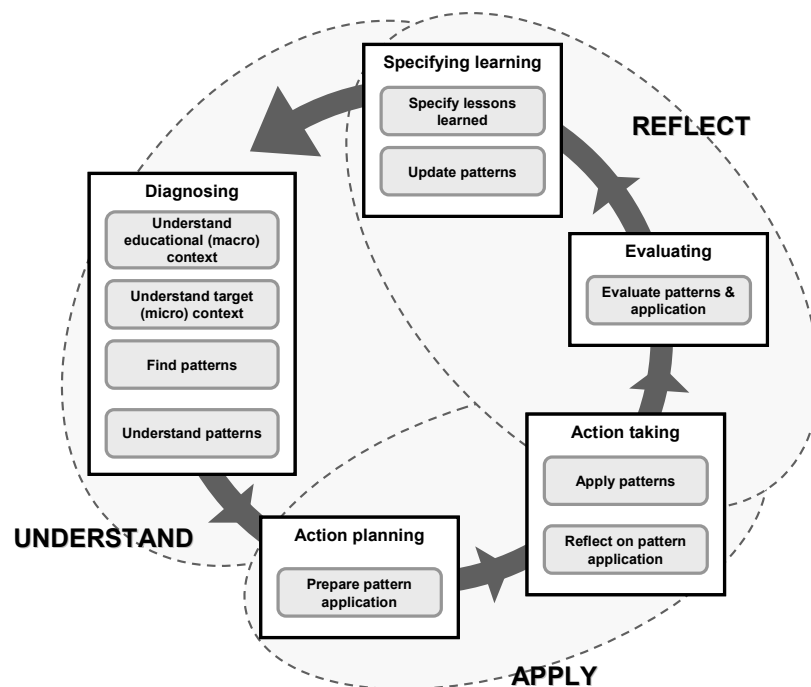 Specifying learning
Specify lessons
learned
Update patterns
REFLECT
Diagnosing
Understand
educational (macro)
context
Understand target
(micro) context
Find patterns
Understand patterns
Evaluating
Evaluate patterns &
application
Action taking
Apply patterns
Reflect on pattern
application
UNDERSTAND
Action planning
Prepare pattern
application
APPLY